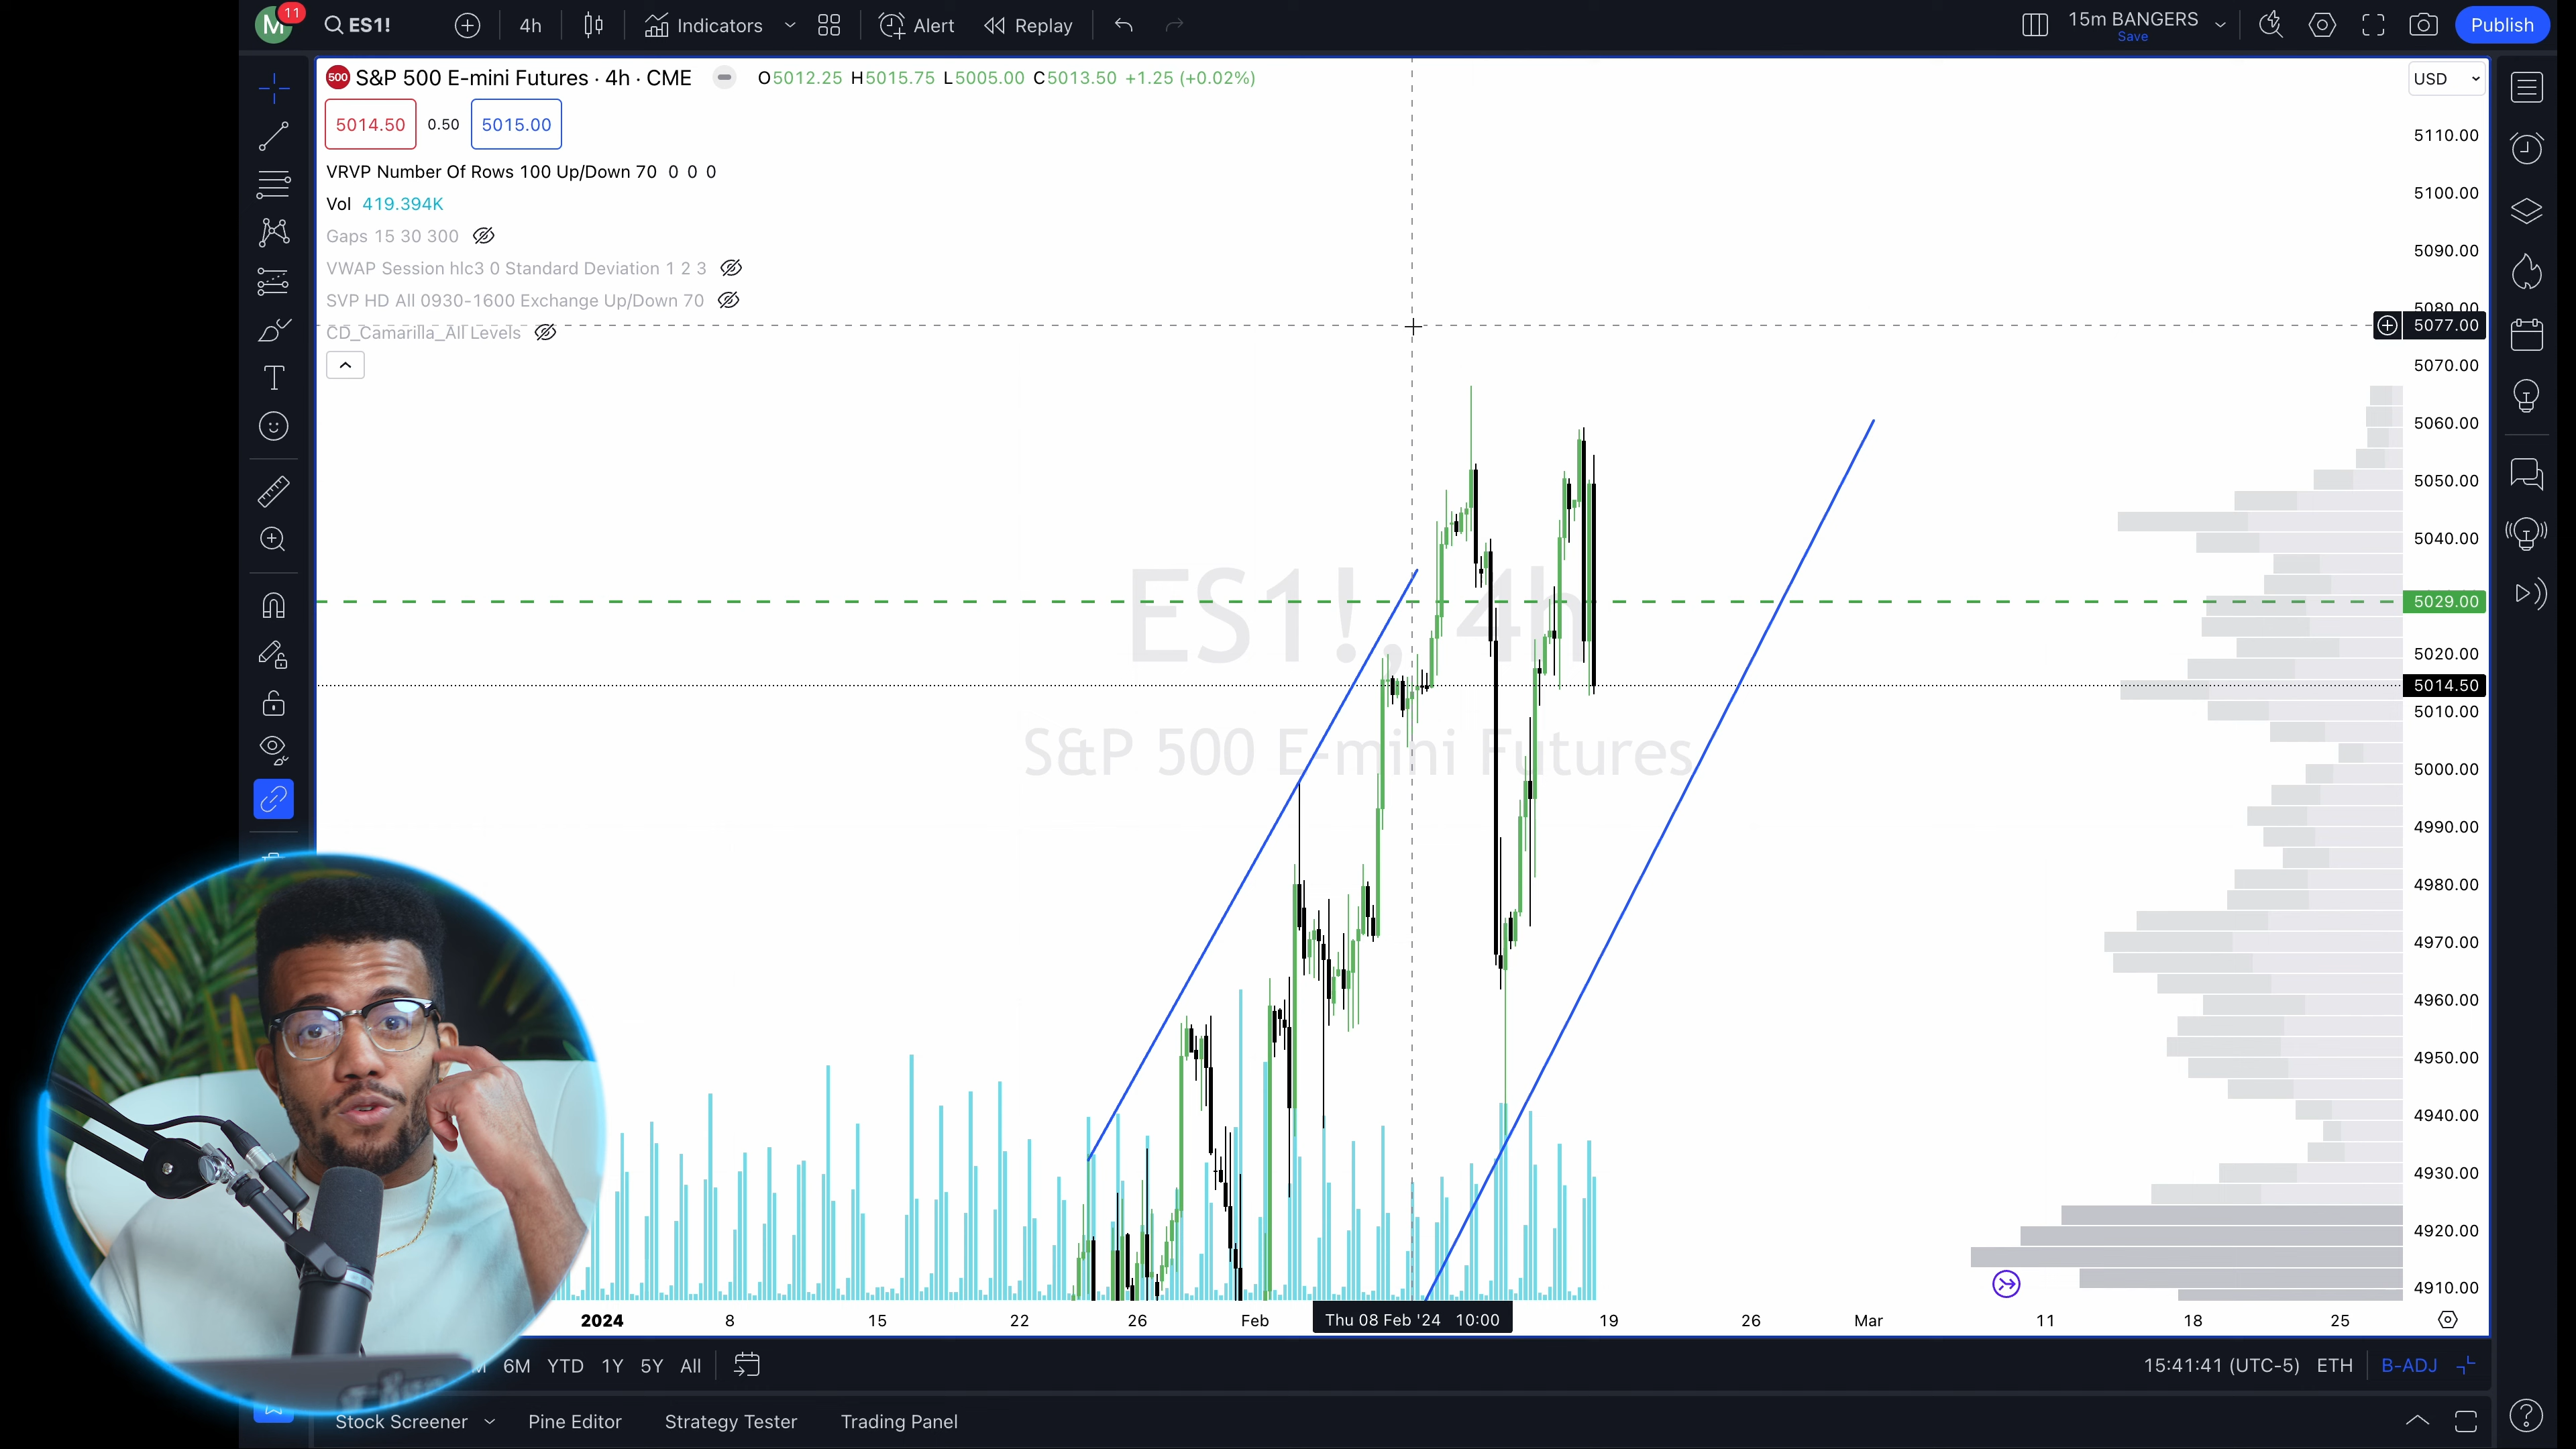 M 11 ES1! 4h Indicators Alert Replay 15m BANGERS Save Publish
500 S&P 500 E-mini Futures · 4h · CME O5012.25 H5015.75 L5005.00 C5013.50 +1.25 (+0.02%) USD
5014.50 0.50 5015.00
VRVP Number Of Rows 100 Up/Down 70 0 0 0
Vol 419.394K
Gaps 15 30 300
VWAP Session hlc3 0 Standard Deviation 1 2 3
SVP HD All 0930-1600 Exchange Up/Down 70
CD_Camarilla_All Levels
5110.00
5100.00
5090.00
5080.00
5077.00
5070.00
5060.00
5050.00
5040.00
5029.00
5020.00
5014.50
5010.00
5000.00
4990.00
4980.00
4970.00
4960.00
4950.00
4940.00
4930.00
4920.00
4910.00
ES1!, 4h
S&P 500 E-mini Futures
2024 8 15 22 26 Feb Thu 08 Feb '24 10:00 19 26 Mar 11 18 25
6M YTD 1Y 5Y All 15:41:41 (UTC-5) ETH B-ADJ
Stock Screener Pine Editor Strategy Tester Trading Panel